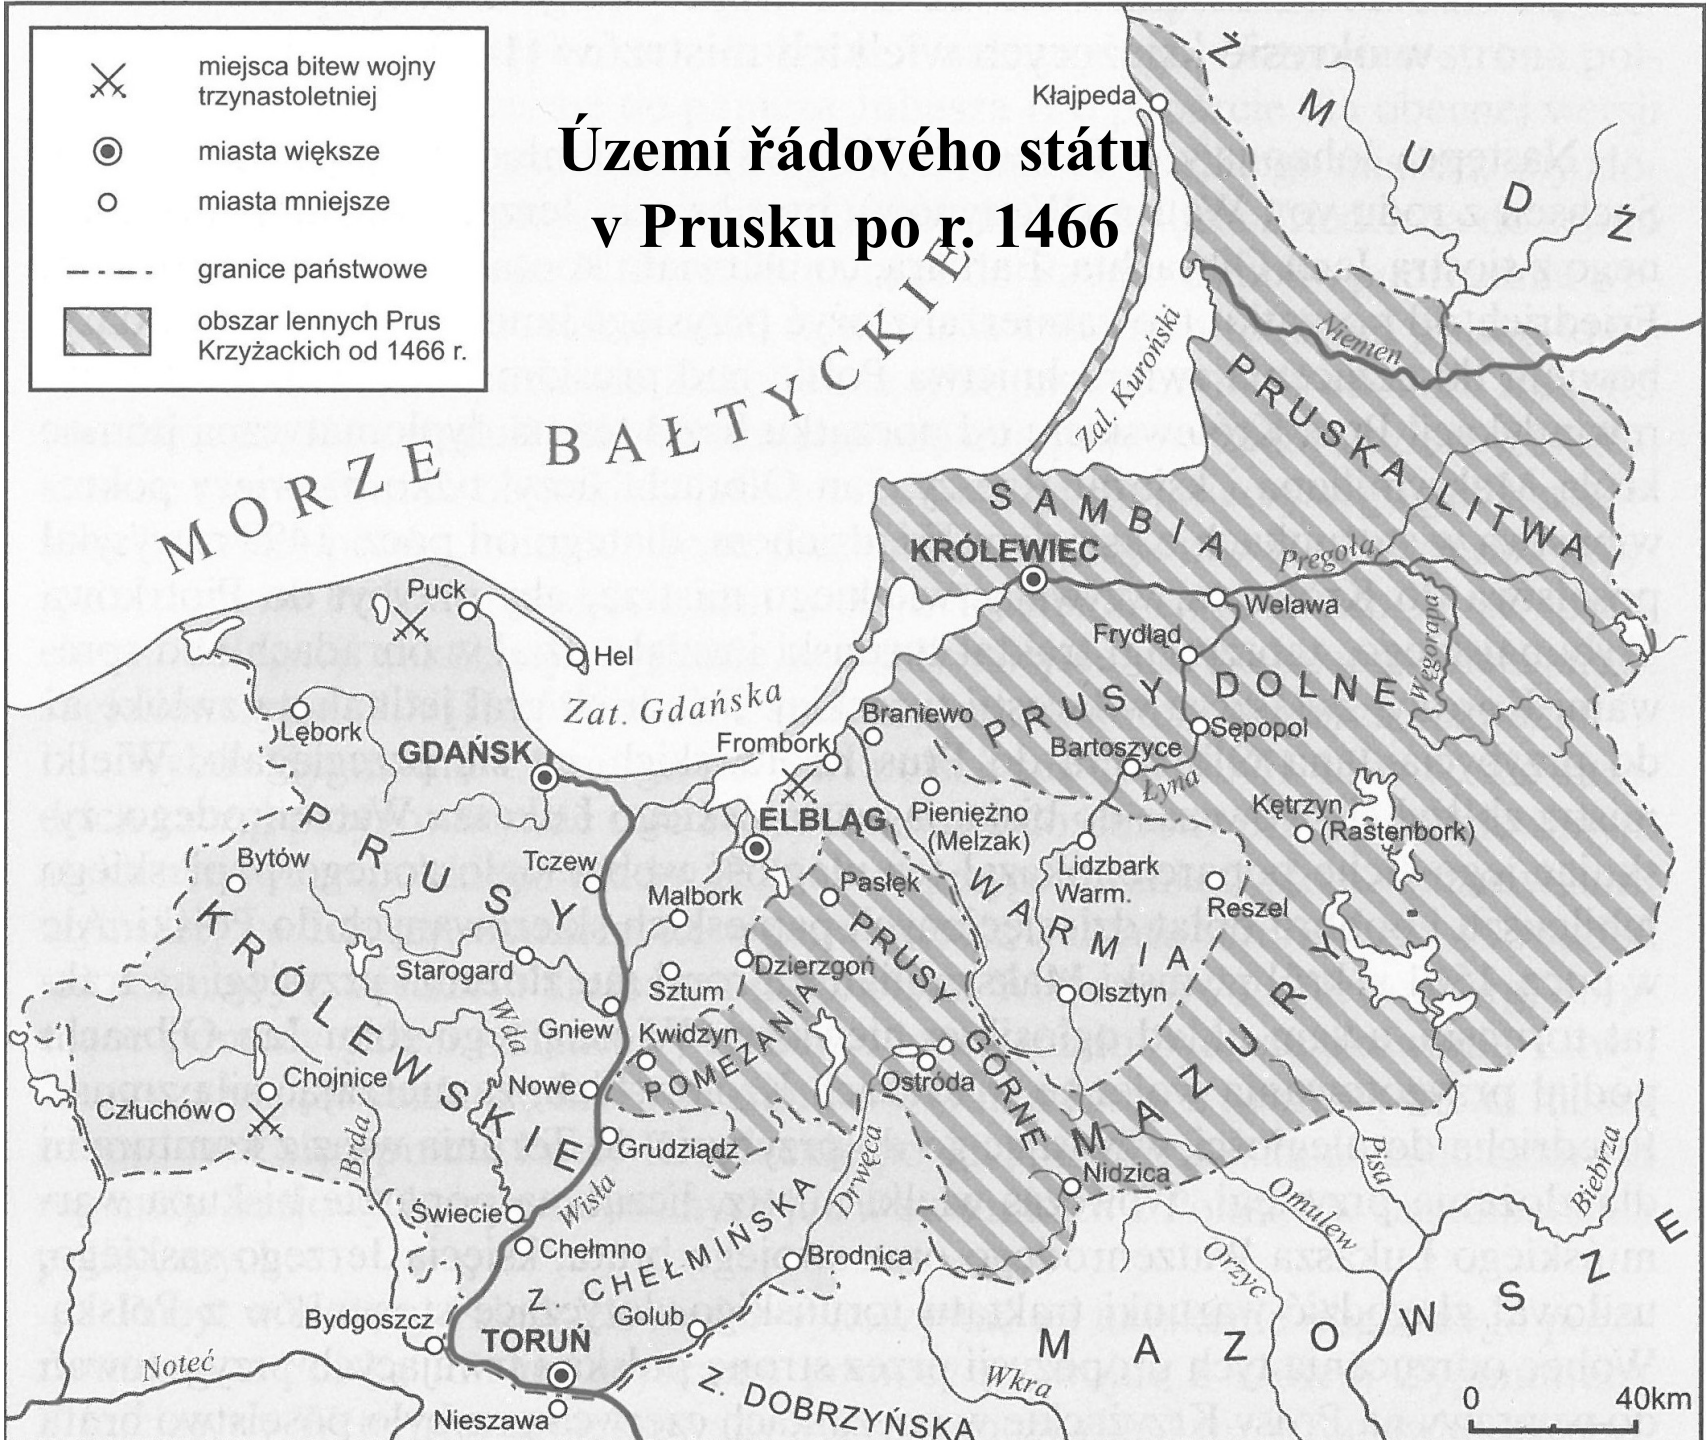 miejsca bitew wojny
trzynastoletniej
miasta większe
miasta mniejsze
granice państwowe
obszar lennych Prus
Krzyżackich od 1466 r.
Území řádového státu
v Prusku po r. 1466
Kłajpeda
ŻMUDŹ
MORZE BAŁTYCKIE
Zal. Kuroński
Niemen
PRUSKA LITWA
SAMBIA
KRÓLEWIEC
Pregoła
Welawa
Puck
Hel
Zat. Gdańska
Frydląd
Węgorapa
PRUSY DOLNE
Lębork
GDAŃSK
Frombork
Braniewo
Bartoszyce
Sępopol
Łyna
ELBLĄG
Pieniężno
(Melzak)
Kętrzyn
(Rastenbork)
Bytów
Tczew
Malbork
Pasłęk
Lidzbark
Warm.
Reszel
PRUSY KRÓLEWSKIE
WARMIA
PRUSY GÓRNE
Starogard
Dzierzgoń
Sztum
Olsztyn
Wda
Gniew
Kwidzyn
POMEZANIA
MAZURY
Chojnice
Nowe
Ostróda
Człuchów
Brda
Grudziądz
Drwęca
Nidzica
Pisa
Biebrza
Omulew
Świecie
Wisła
Chełmno
Z. CHEŁMIŃSKA
Brodnica
Orzyc
Bydgoszcz
TORUŃ
Golub
MAZOWSZE
Noteć
Nieszawa
Z. DOBRZYŃSKA
Wkra
0 40km